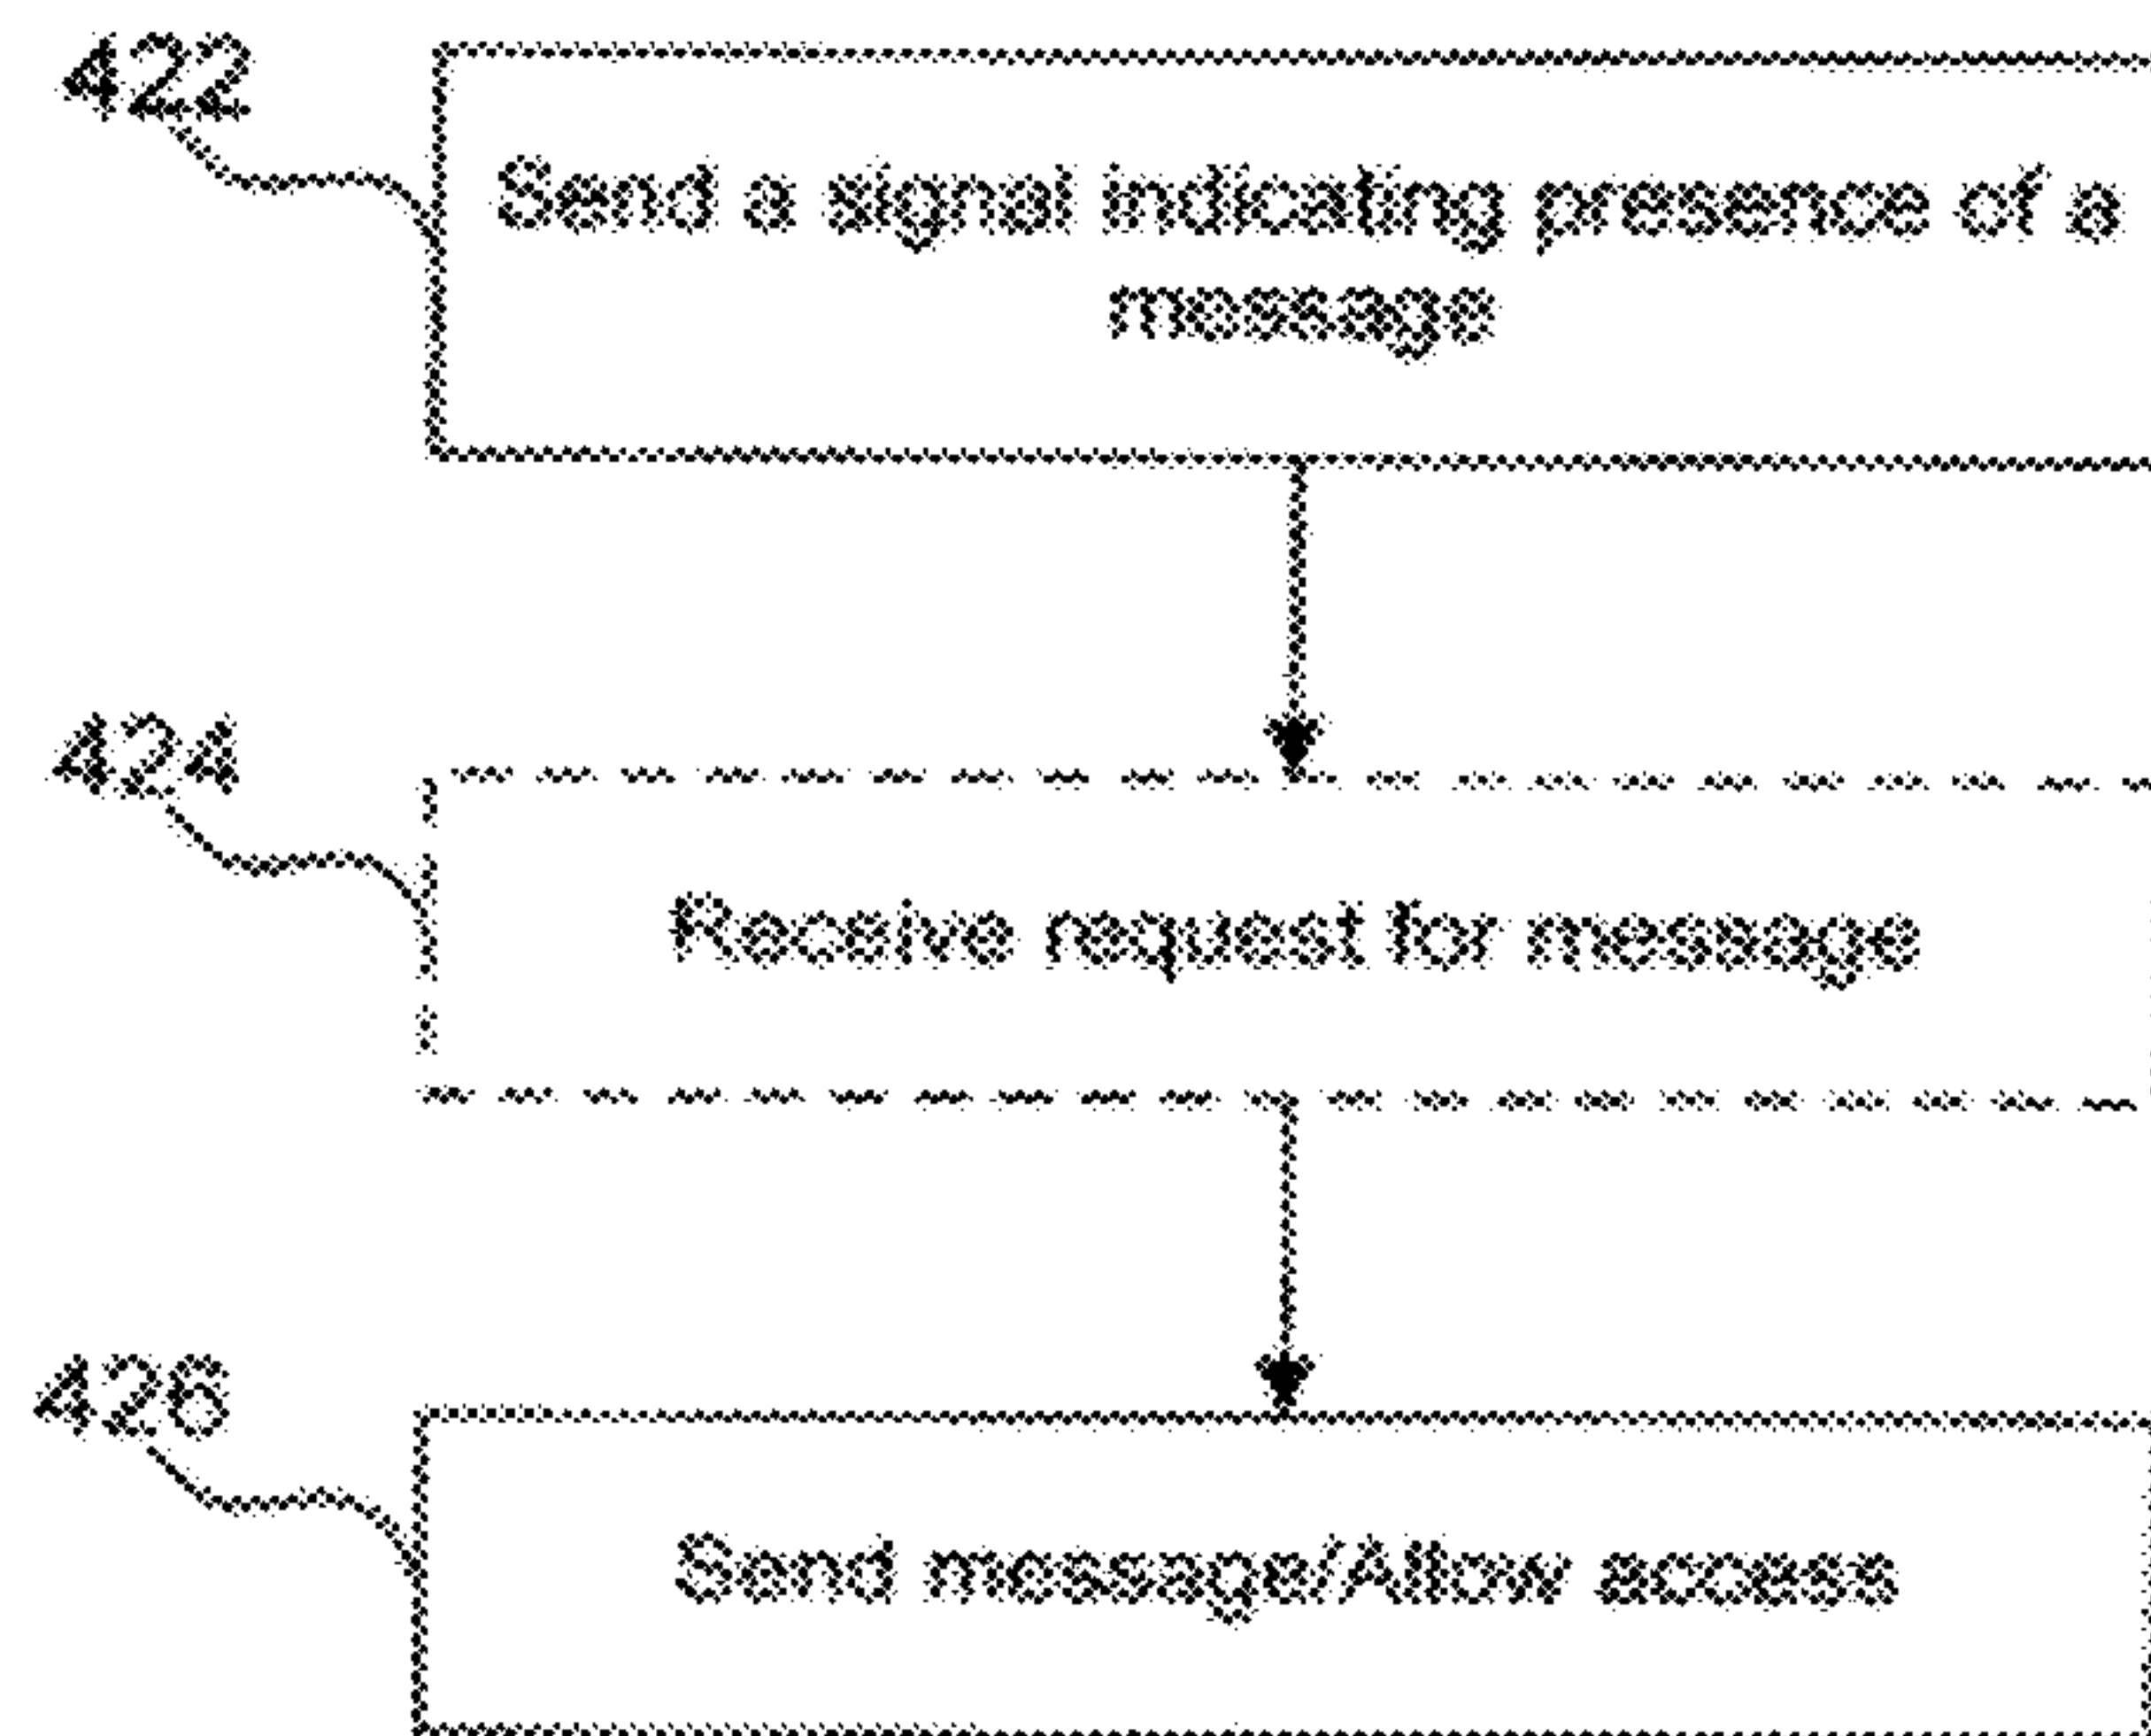 422
Send a signal indicating presence of a
message
424
Receive request for message
426
Send message/Allow access